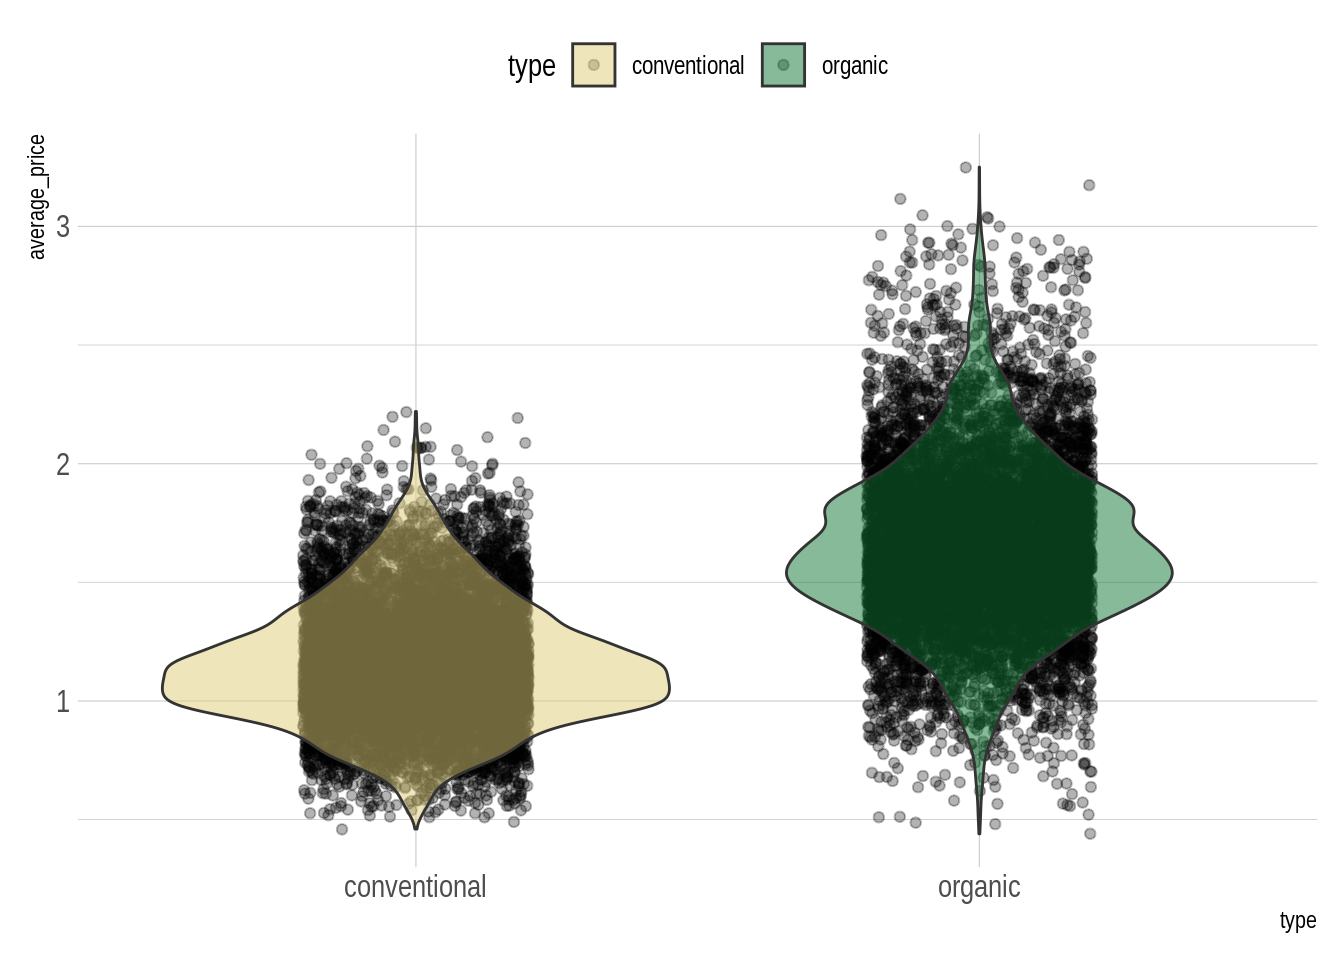 type conventional organic
average_price
3
2
1
conventional organic
type